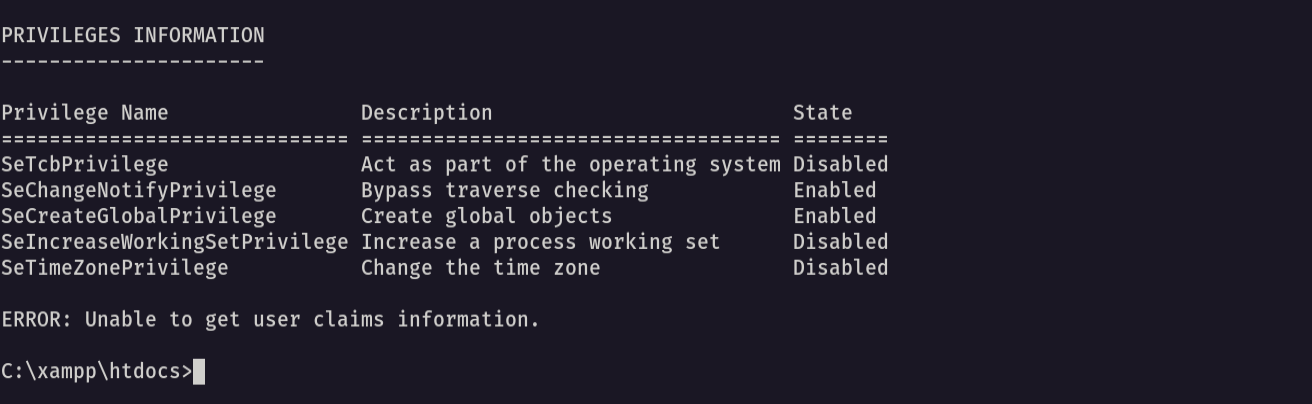 PRIVILEGES INFORMATION
----------------------
Privilege Name                Description                         State
============================= =================================== ========
SeTcbPrivilege                Act as part of the operating system Disabled
SeChangeNotifyPrivilege       Bypass traverse checking            Enabled
SeCreateGlobalPrivilege       Create global objects               Enabled
SeIncreaseWorkingSetPrivilege Increase a process working set      Disabled
SeTimeZonePrivilege           Change the time zone                Disabled
ERROR: Unable to get user claims information.
C:\xampp\htdocs>